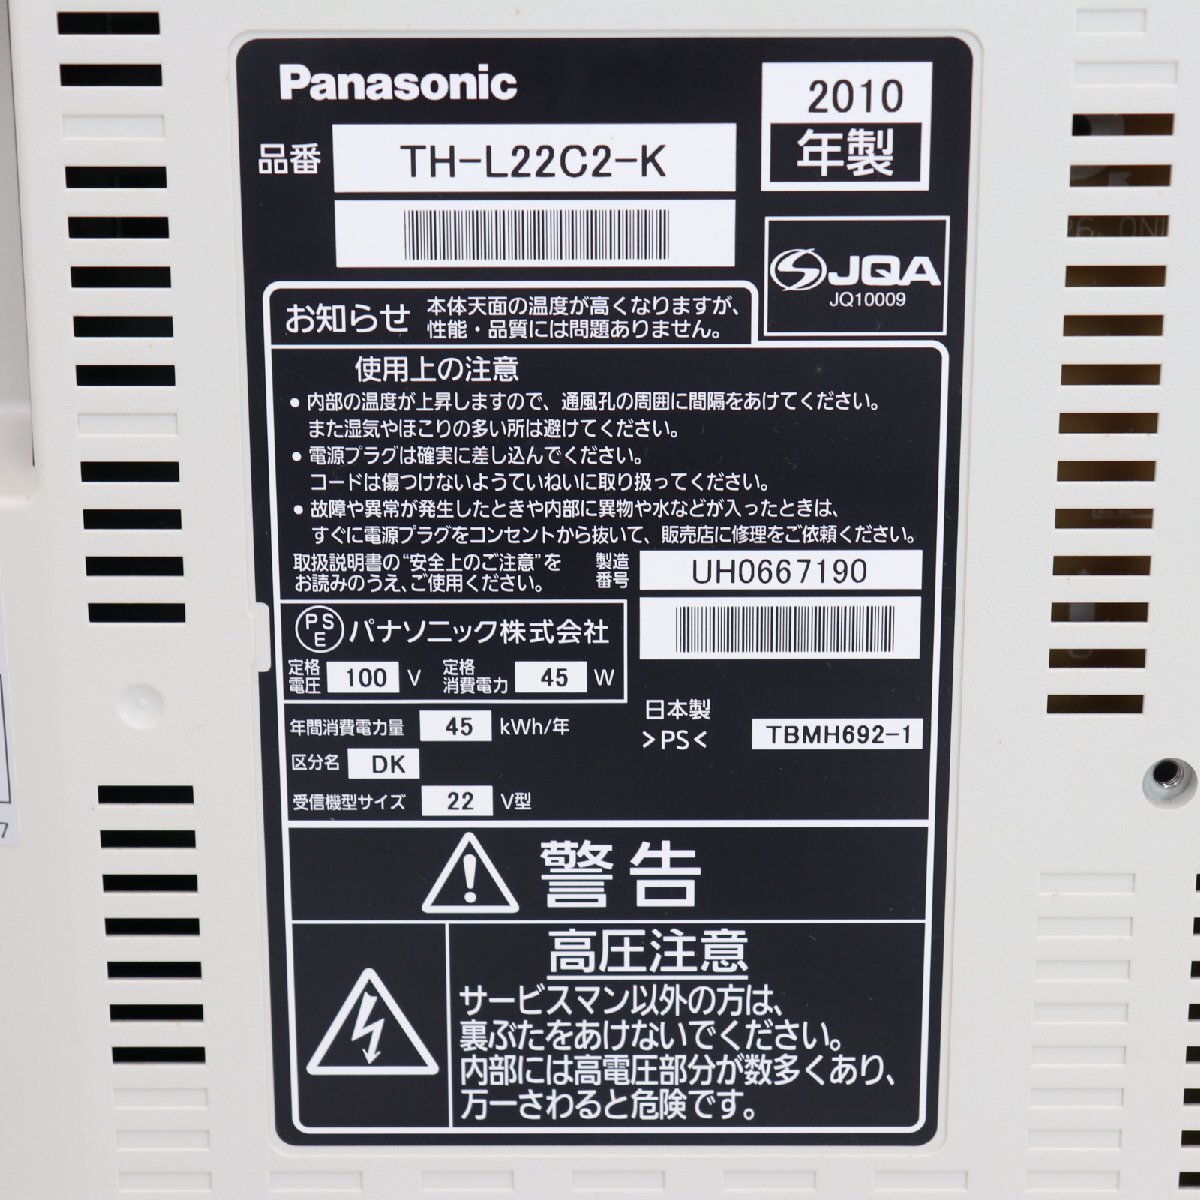 Panasonic
2010
年製
品番 TH-L22C2-K
JQA
JQ10009
お知らせ 本体天面の温度が高くなりますが、
性能・品質には問題ありません。
使用上の注意
● 内部の温度が上昇しますので、通風孔の周囲に間隔をあけてください。
また湿気やほこりの多い所は避けてください。
● 電源プラグは確実に差し込んでください。
コードは傷つけないようていねいに取り扱ってください。
● 故障や異常が発生したときや内部に異物や水などが入ったときは、
すぐに電源プラグをコンセントから抜いて、販売店に修理をご依頼ください。
取扱説明書の“安全上のご注意”を
お読みのうえ、ご使用ください。
製造
番号 UH0667190
PSE パナソニック株式会社
定格
電圧 100 V 定格
消費電力 45 W
年間消費電力量 45 kWh/年
区分名 DK
受信機型サイズ 22 V型
日本製
>PS<
TBMH692-1
警告
高圧注意
サービスマン以外の方は、
裏ぶたをあけないでください。
内部には高電圧部分が数多くあり、
万一さわると危険です。
7